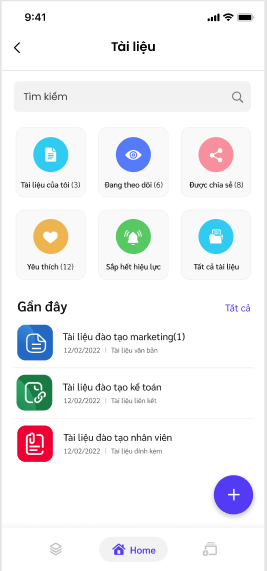 9:41
Tài liệu
Tìm kiếm
Tài liệu của tôi (3)
Đang theo dõi (6)
Được chia sẻ (8)
Yêu thích (12)
Sắp hết hiệu lực
Tất cả tài liệu
Gần đây
Tất cả
Tài liệu đào tạo marketing(1)
12/02/2022 | Tài liệu văn bản
Tài liệu đào tạo kế toán
12/02/2022 | Tài liệu liên kết
Tài liệu đào tạo nhân viên
12/02/2022 | Tài liệu đính kèm
Home